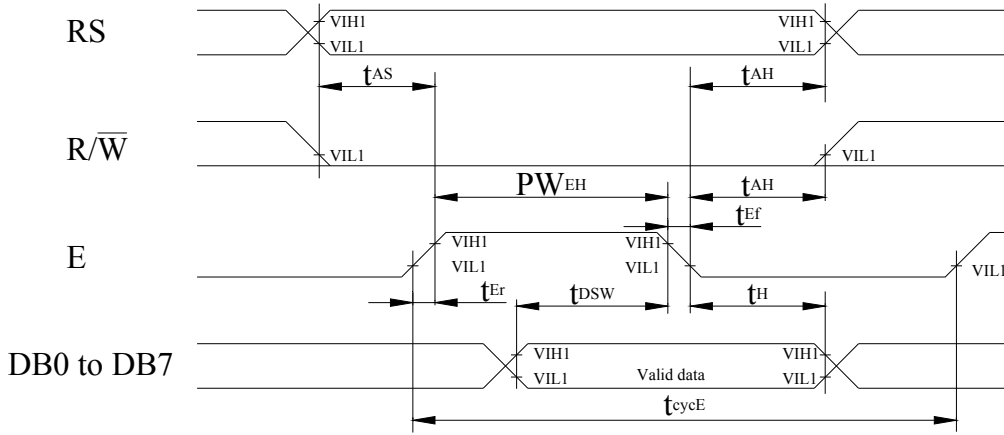 RS
VIH1
VIH1
VIL1
VIL1
tAS
tAH
R/W̅
VIL1
VIL1
PWEH
tAH
tEf
E
VIH1
VIH1
VIL1
VIL1
VIL1
tEr
tDSW
tH
DB0 to DB7
VIH1
VIH1
VIL1
Valid data
VIL1
tcycE